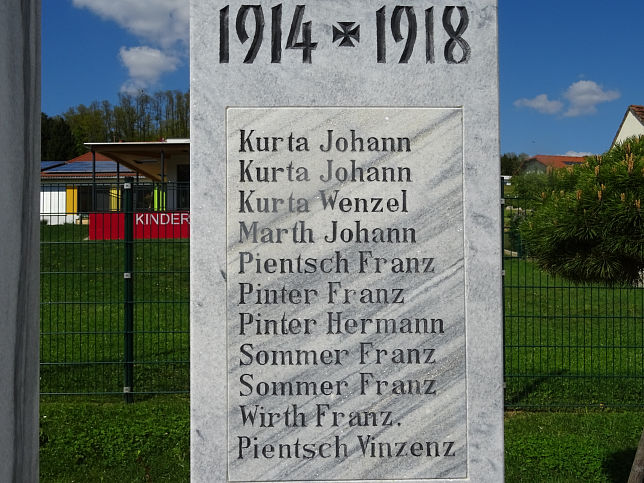 1914 ✠ 1918
Kurta Johann
Kurta Johann
Kurta Wenzel
Marth Johann
Pientsch Franz
Pinter Franz
Pinter Hermann
Sommer Franz
Sommer Franz
Wirth Franz.
Pientsch Vinzenz
KINDER